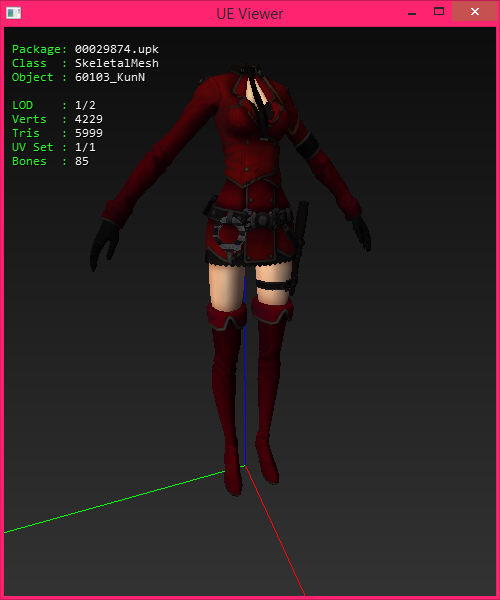 UE Viewer
Package: 00029874.upk
Class : SkeletalMesh
Object : 60103_KunN
LOD : 1/2
Verts : 4229
Tris : 5999
UV Set : 1/1
Bones : 85